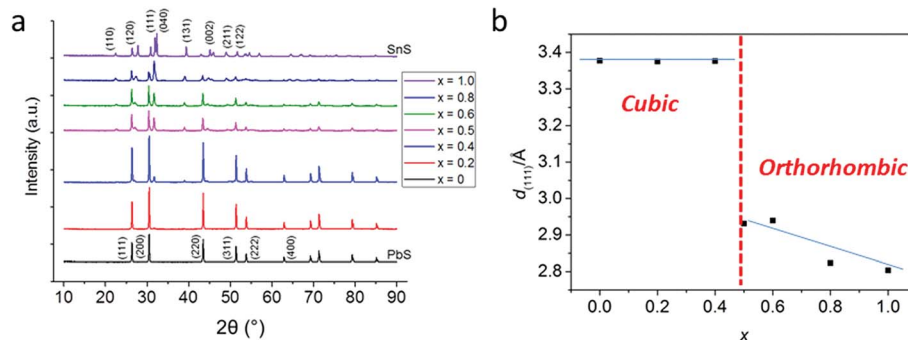 a
(110)
(120)
(111)
(040)
(131)
(002)
(211)
(122)
SnS
x = 1.0
x = 0.8
x = 0.6
x = 0.5
x = 0.4
x = 0.2
x = 0
(111)
(200)
(220)
(311)
(222)
(400)
PbS
Intensity (a.u.)
10 20 30 40 50 60 70 80 90
2θ (°)
b
3.4
3.3
3.2
3.1
3.0
2.9
2.8
d(111)/Å
Cubic
Orthorhombic
0.0 0.2 0.4 0.6 0.8 1.0
x